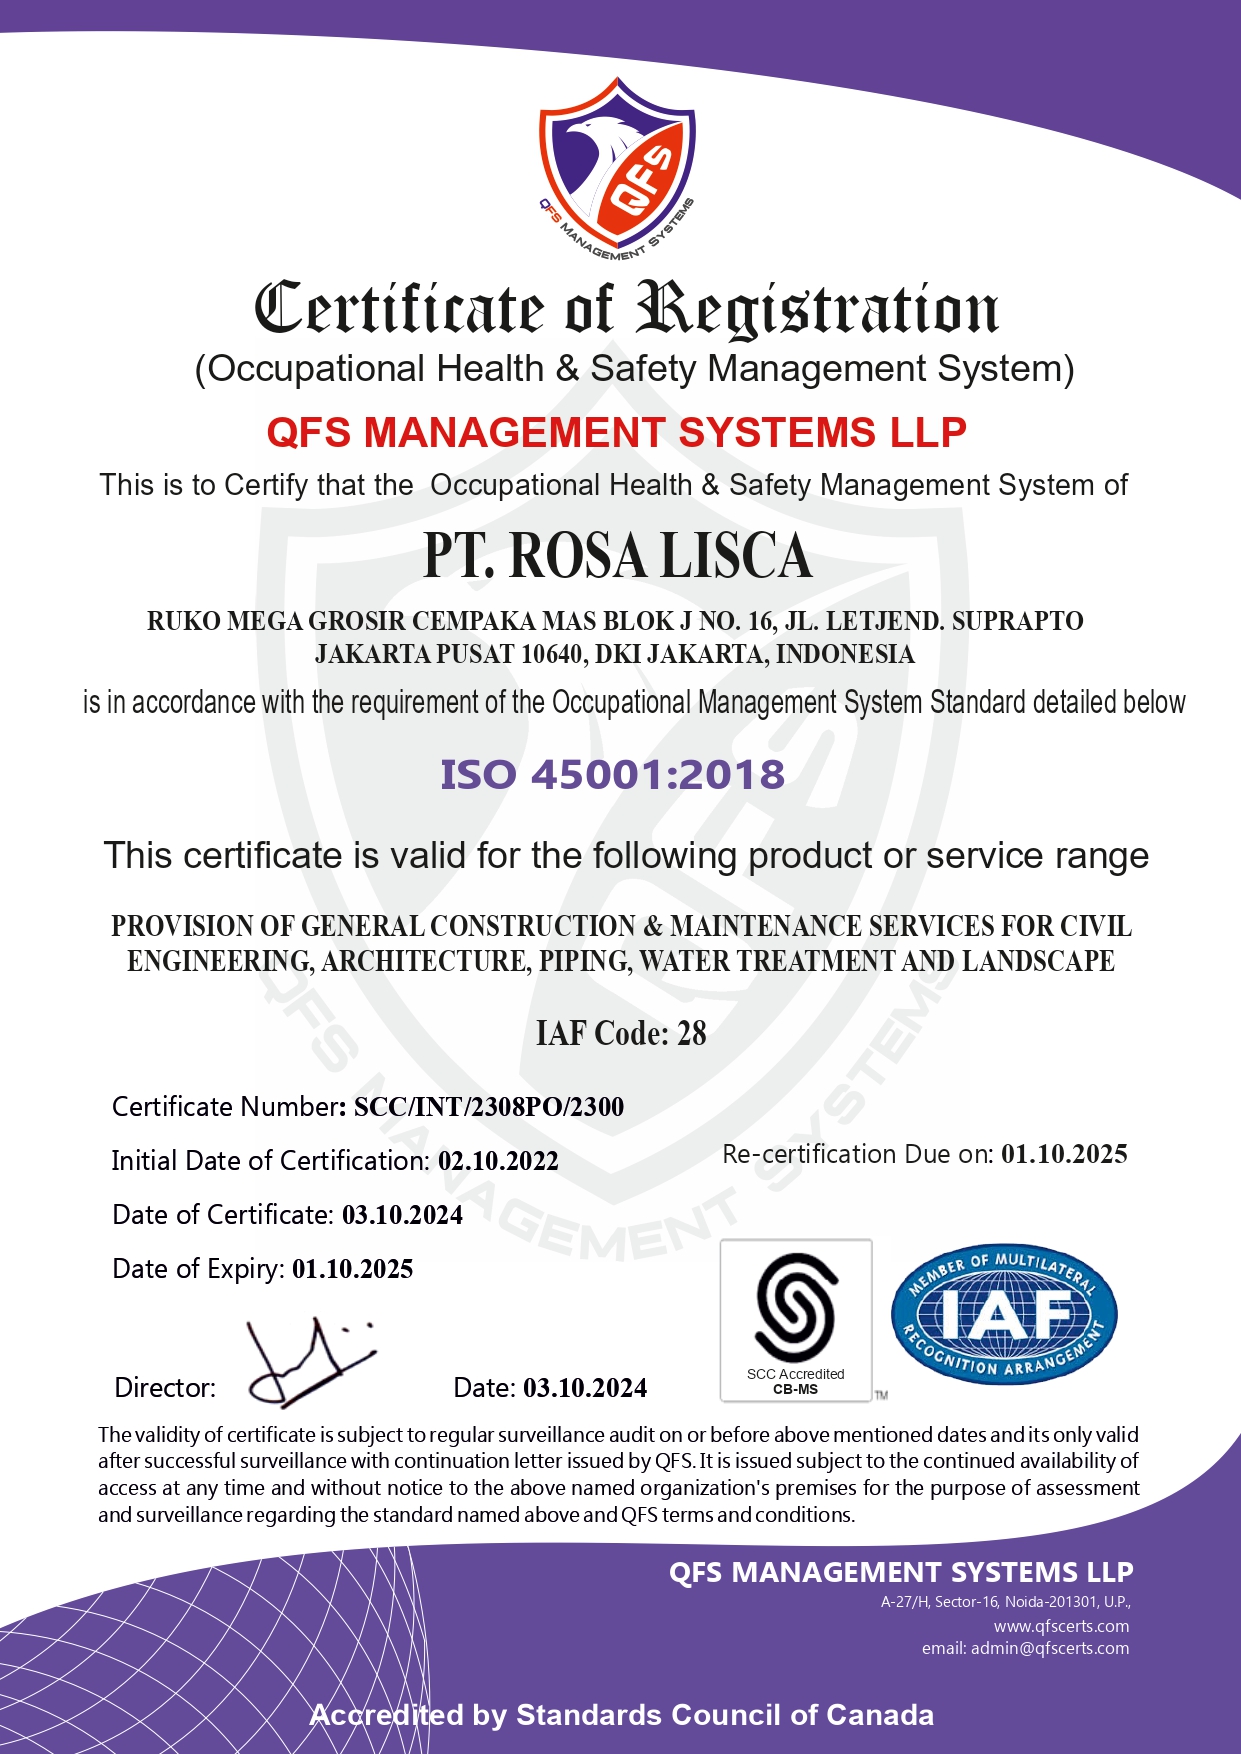 QFS
QFS MANAGEMENT SYSTEMS
Certificate of Registration
(Occupational Health & Safety Management System)
QFS MANAGEMENT SYSTEMS LLP
This is to Certify that the Occupational Health & Safety Management System of
PT. ROSA LISCA
RUKO MEGA GROSIR CEMPAKA MAS BLOK J NO. 16, JL. LETJEND. SUPRAPTO
JAKARTA PUSAT 10640, DKI JAKARTA, INDONESIA
is in accordance with the requirement of the Occupational Management System Standard detailed below
ISO 45001:2018
This certificate is valid for the following product or service range
PROVISION OF GENERAL CONSTRUCTION & MAINTENANCE SERVICES FOR CIVIL
ENGINEERING, ARCHITECTURE, PIPING, WATER TREATMENT AND LANDSCAPE
IAF Code: 28
QFS
QFS MANAGEMENT SYSTEMS
Certificate Number: SCC/INT/2308PO/2300
Initial Date of Certification: 02.10.2022
Re-certification Due on: 01.10.2025
Date of Certificate: 03.10.2024
Date of Expiry: 01.10.2025
SCC Accredited
CB-MS
TM
MEMBER OF MULTILATERAL
IAF
RECOGNITION ARRANGEMENT
Director:
Date: 03.10.2024
The validity of certificate is subject to regular surveillance audit on or before above mentioned dates and its only valid
after successful surveillance with continuation letter issued by QFS. It is issued subject to the continued availability of
access at any time and without notice to the above named organization's premises for the purpose of assessment
and surveillance regarding the standard named above and QFS terms and conditions.
QFS MANAGEMENT SYSTEMS LLP
A-27/H, Sector-16, Noida-201301, U.P.,
www.qfscerts.com
email: admin@qfscerts.com
Accredited by Standards Council of Canada